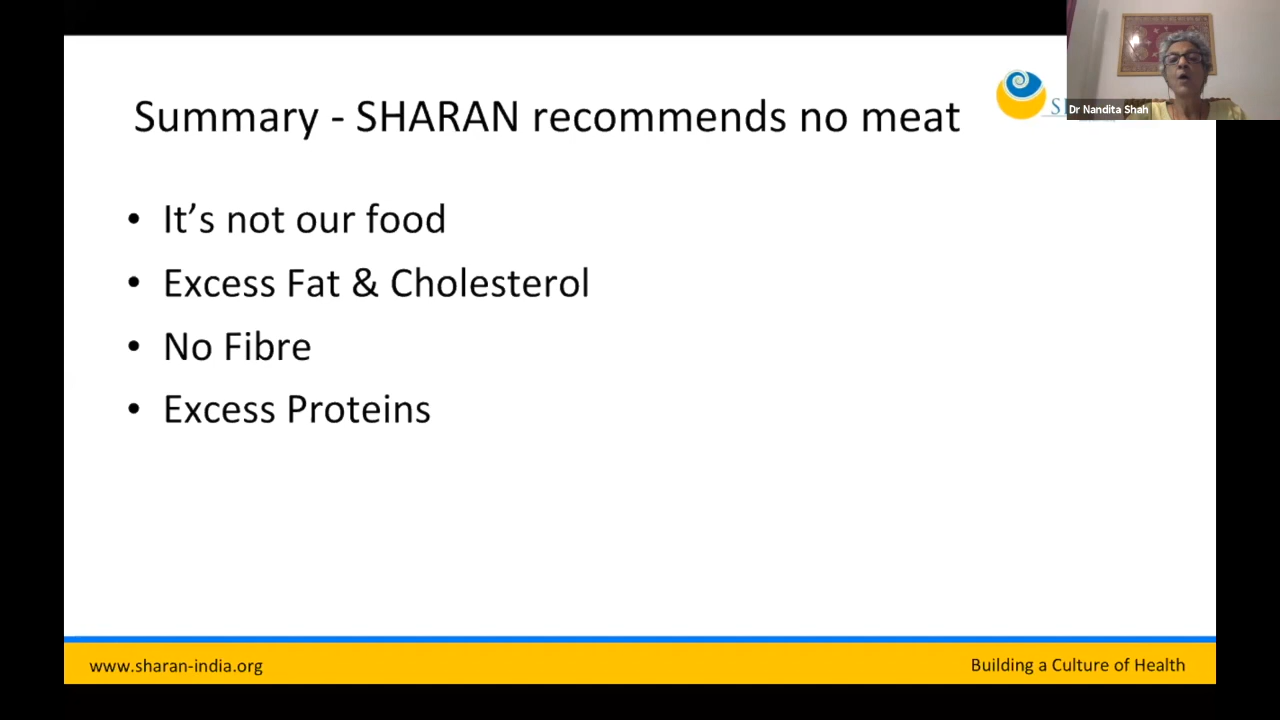 Summary - SHARAN recommends no meat
Dr Nandita Shah
• It’s not our food
• Excess Fat & Cholesterol
• No Fibre
• Excess Proteins
www.sharan-india.org
Building a Culture of Health